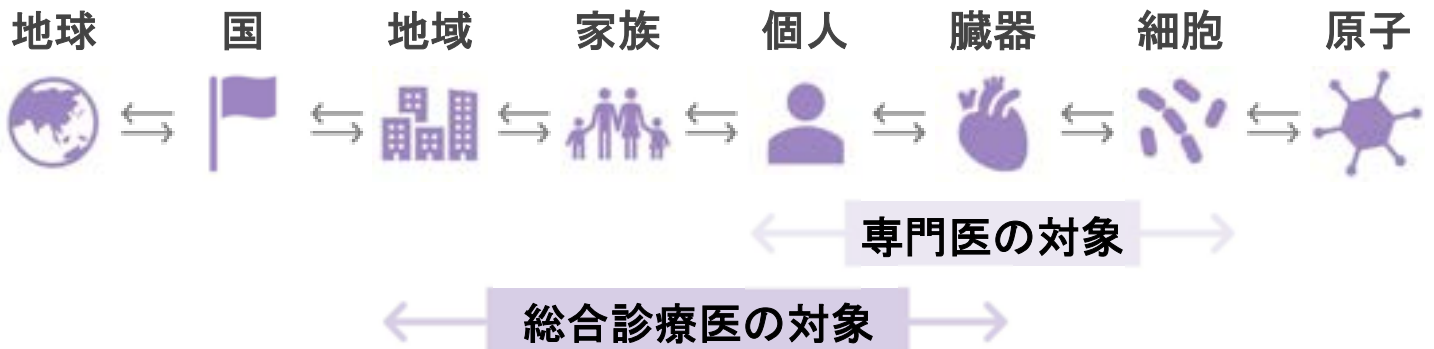 地球 国 地域 家族 個人 臓器 細胞 原子
専門医の対象
総合診療医の対象